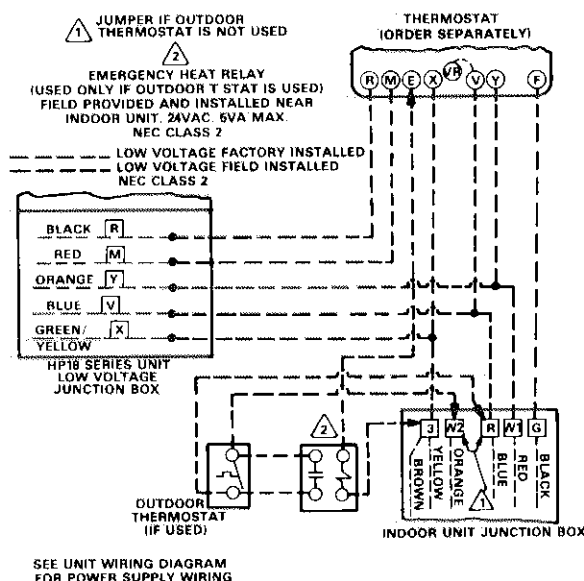 1
JUMPER IF OUTDOOR
THERMOSTAT IS NOT USED
2
EMERGENCY HEAT RELAY
(USED ONLY IF OUTDOOR T STAT IS USED)
FIELD PROVIDED AND INSTALLED NEAR
INDOOR UNIT. 24VAC. 5VA MAX.
NEC CLASS 2
LOW VOLTAGE FACTORY INSTALLED
LOW VOLTAGE FIELD INSTALLED
NEC CLASS 2
THERMOSTAT
(ORDER SEPARATELY)
R M E X VR V Y F
BLACK R
RED M
ORANGE Y
BLUE V
GREEN/ X
YELLOW
HP18 SERIES UNIT
LOW VOLTAGE
JUNCTION BOX
2
OUTDOOR
THERMOSTAT
(IF USED)
3 W2 R W1 G
BROWN
YELLOW
ORANGE
BLUE
RED
BLACK
1
INDOOR UNIT JUNCTION BOX
SEE UNIT WIRING DIAGRAM
FOR POWER SUPPLY WIRING